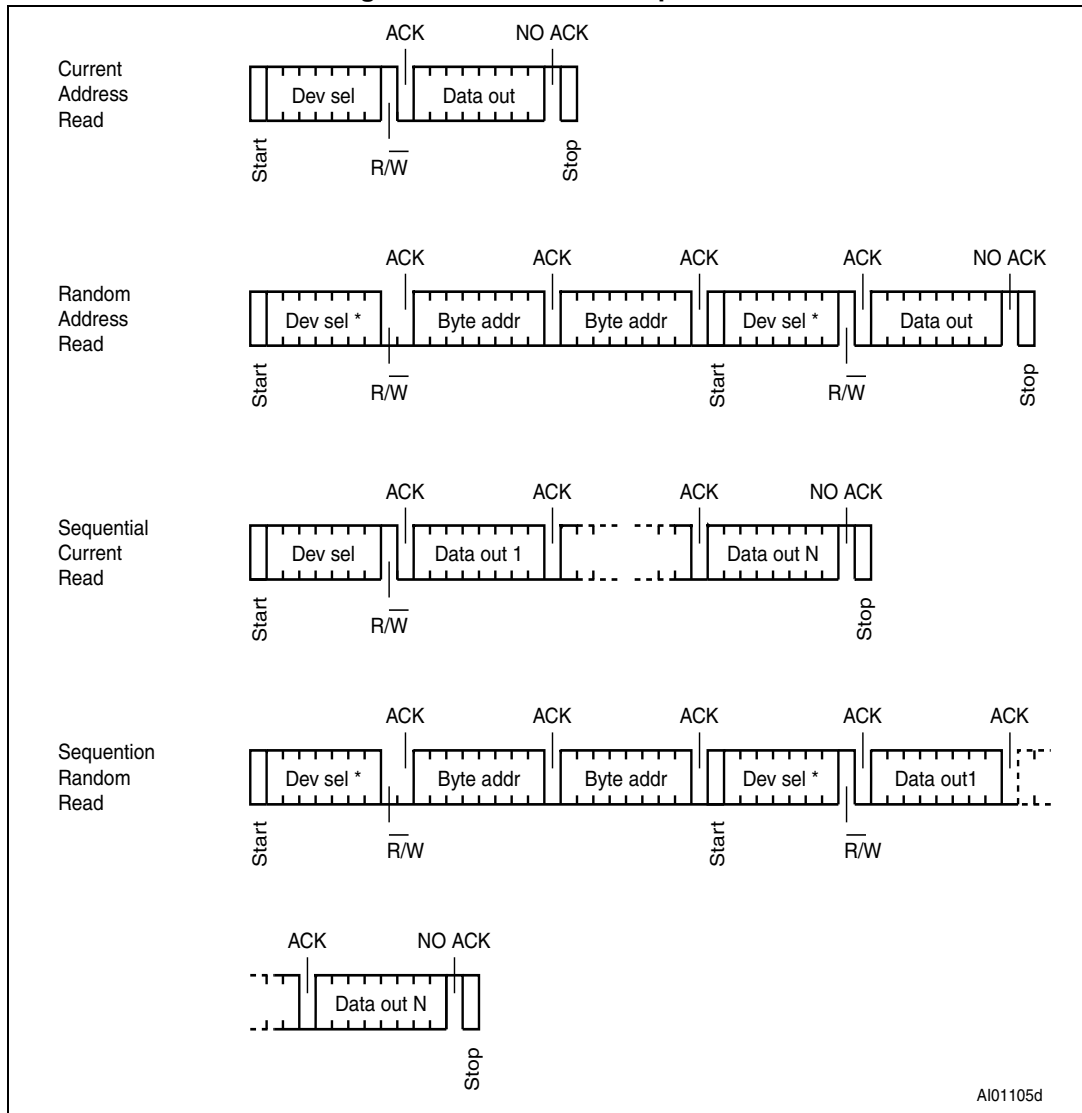 ACK NO ACK
Current
Address
Read
Dev sel Data out
Start R/W̅ Stop
ACK ACK ACK ACK NO ACK
Random
Address
Read
Dev sel * Byte addr Byte addr Dev sel * Data out
Start R/W̅ Start R/W̅ Stop
ACK ACK ACK NO ACK
Sequential
Current
Read
Dev sel Data out 1 Data out N
Start R/W̅ Stop
ACK ACK ACK ACK ACK
Sequention
Random
Read
Dev sel * Byte addr Byte addr Dev sel * Data out1
Start R̅/W Start R̅/W
ACK NO ACK
Data out N
Stop
AI01105d